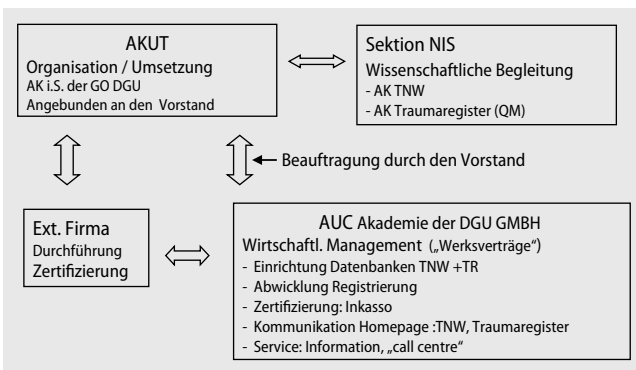 AKUT
Organisation / Umsetzung
AK i.S. der GO DGU
Angebunden an den Vorstand
Sektion NIS
Wissenschaftliche Begleitung
- AK TNW
- AK Traumaregister (QM)
Beauftragung durch den Vorstand
Ext. Firma
Durchführung
Zertifizierung
AUC Akademie der DGU GMBH
Wirtschaftl. Management („Werksverträge“)
- Einrichtung Datenbanken TNW +TR
- Abwicklung Registrierung
- Zertifizierung: Inkasso
- Kommunikation Homepage :TNW, Traumaregister
- Service: Information, „call centre“